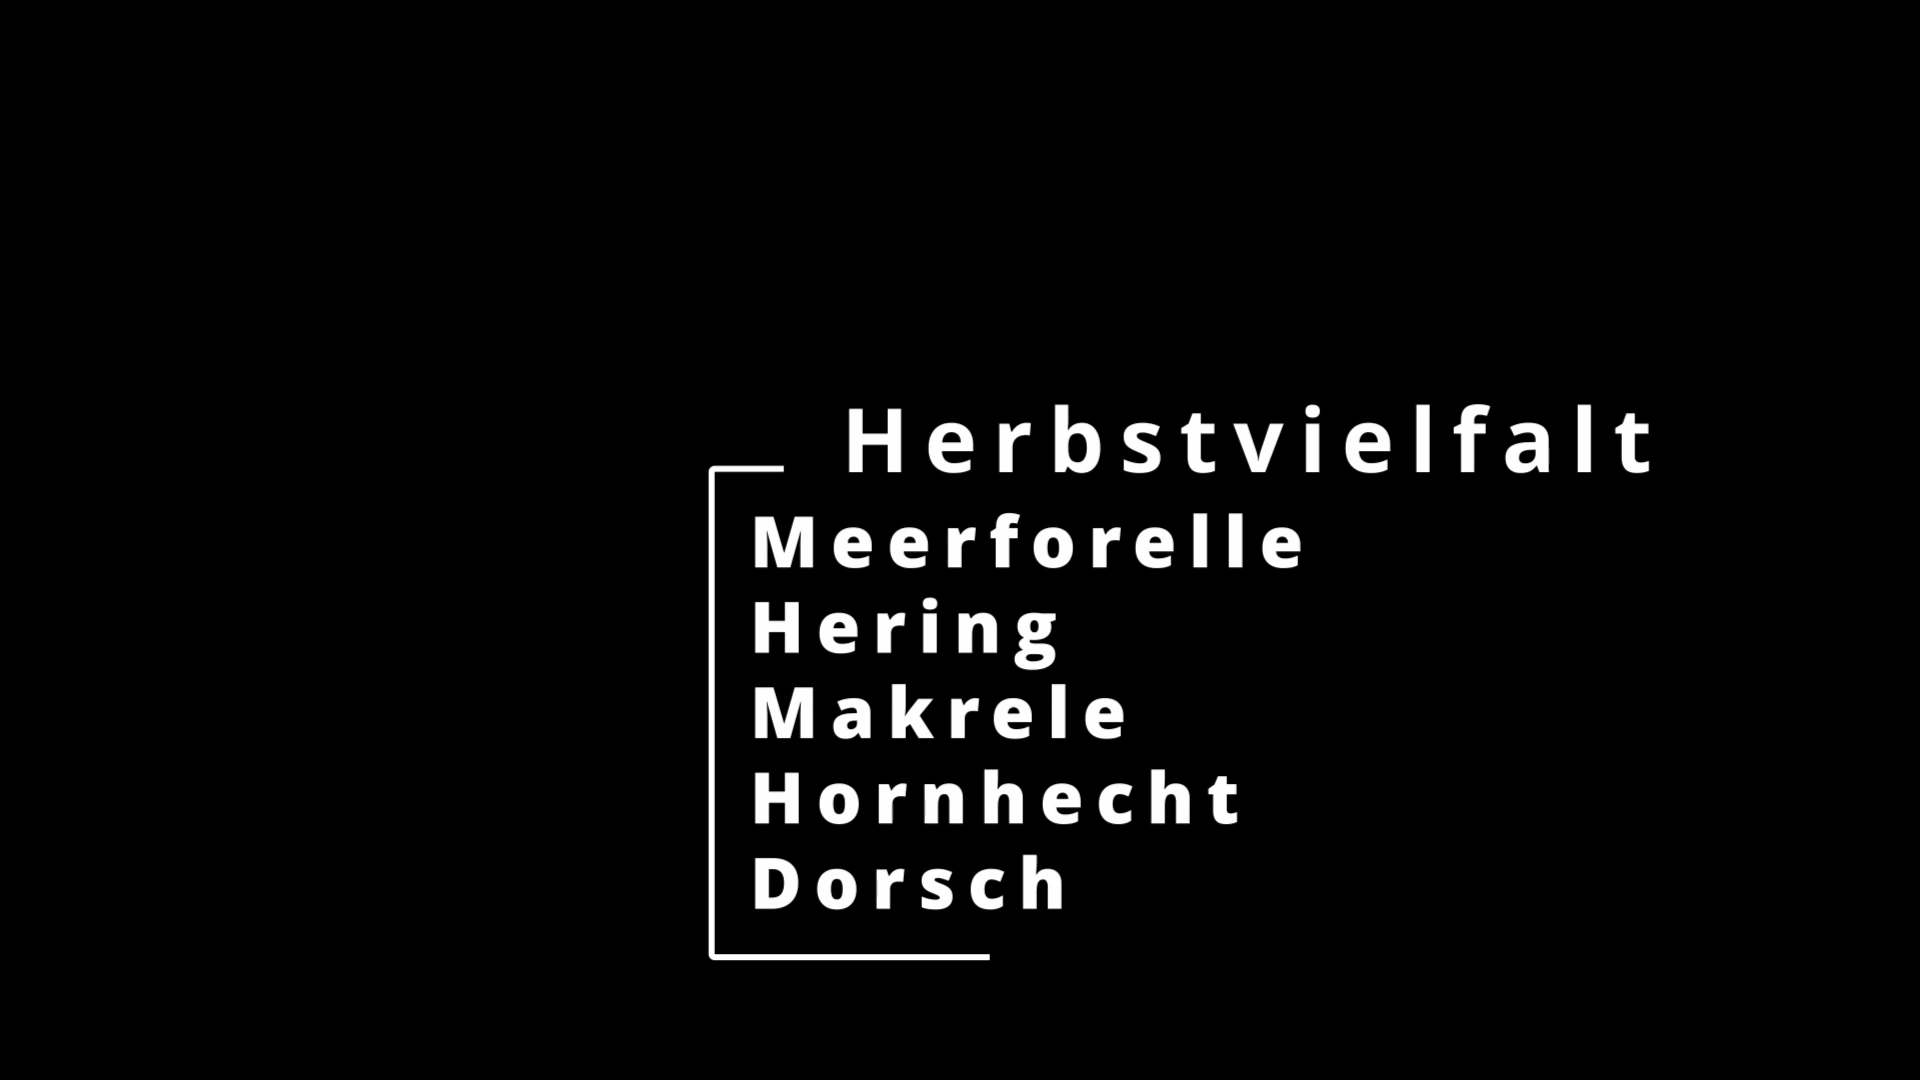 Herbstvielfalt
Meerforelle
Hering
Makrele
Hornhecht
Dorsch